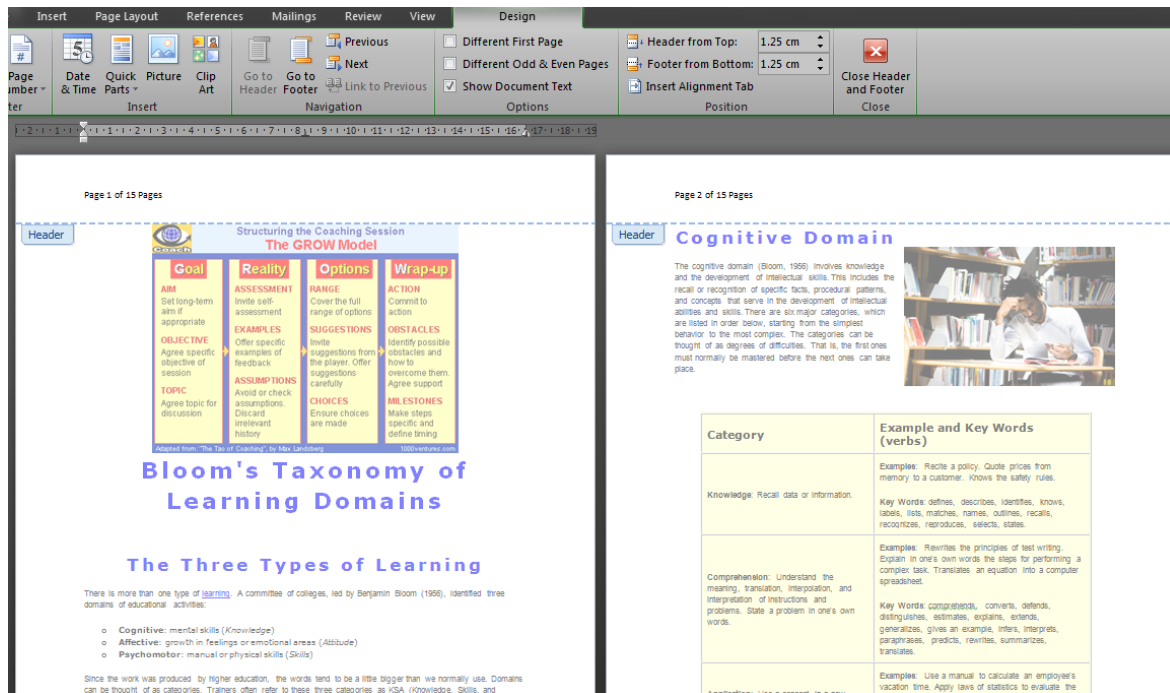 Insert Page Layout References Mailings Review View Design
Page
Date & Time
Quick Parts
Picture
Clip Art
Insert
Go to Header
Go to Footer
Previous
Next
Link to Previous
Navigation
Different First Page
Different Odd & Even Pages
Show Document Text
Options
Header from Top: 1.25 cm
Footer from Bottom: 1.25 cm
Insert Alignment Tab
Position
Close Header and Footer
Close
2 1 1 2 3 4 5 6 7 8 9 10 11 12 13 14 15 16 17 18 19
Page 1 of 15 Pages
Header
Coach
Structuring the Coaching Session
The GROW Model
Goal
AIM
Set long-term
aim if
appropriate
OBJECTIVE
Agree specific
objective of
session
TOPIC
Agree topic for
discussion
Reality
ASSESSMENT
Invite self-
assessment
EXAMPLES
Offer specific
examples of
feedback
ASSUMPTIONS
Avoid or check
assumptions.
Discard
irrelevant
history
Options
RANGE
Cover the full
range of options
SUGGESTIONS
Invite
suggestions from
the player. Offer
suggestions
carefully
CHOICES
Ensure choices
are made
Wrap-up
ACTION
Commit to
action
OBSTACLES
Identify possible
obstacles and
how to
overcome them.
Agree support
MILESTONES
Make steps
specific and
define timing
Adapted from: "The Tao of Coaching", by Max Landsberg 1000ventures.com
Bloom's Taxonomy of
Learning Domains
The Three Types of Learning
There is more than one type of learning. A committee of colleges, led by Benjamin Bloom (1956), identified three
domains of educational activities:
o Cognitive: mental skills (Knowledge)
o Affective: growth in feelings or emotional areas (Attitude)
o Psychomotor: manual or physical skills (Skills)
Since the work was produced by higher education, the words tend to be a little bigger than we normally use. Domains
can be thought of as categories. Trainers often refer to these three categories as KSA (Knowledge, Skills, and
Page 2 of 15 Pages
Header
Cognitive Domain
The cognitive domain (Bloom, 1956) involves knowledge
and the development of intellectual skills. This includes the
recall or recognition of specific facts, procedural patterns,
and concepts that serve in the development of intellectual
abilities and skills. There are six major categories, which
are listed in order below, starting from the simplest
behavior to the most complex. The categories can be
thought of as degrees of difficulties. That is, the first ones
must normally be mastered before the next ones can take
place.
Category
Example and Key Words
(verbs)
Knowledge: Recall data or information.
Examples: Recite a policy. Quote prices from
memory to a customer. Knows the safety rules.
Key Words: defines, describes, identifies, knows,
labels, lists, matches, names, outlines, recalls,
recognizes, reproduces, selects, states.
Comprehension: Understand the
meaning, translation, interpolation, and
interpretation of instructions and
problems. State a problem in one's own
words.
Examples: Rewrites the principles of test writing.
Explain in one's own words the steps for performing a
complex task. Translates an equation into a computer
spreadsheet.
Key Words: comprehends, converts, defends,
distinguishes, estimates, explains, extends,
generalizes, gives an example, infers, interprets,
paraphrases, predicts, rewrites, summarizes,
translates.
Examples: Use a manual to calculate an employee's
vacation time. Apply laws of statistics to evaluate the